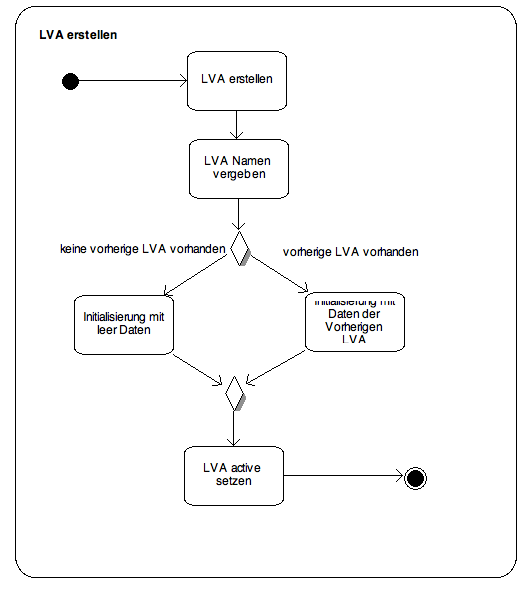 LVA erstellen
LVA erstellen
LVA Namen
vergeben
keine vorherige LVA vorhanden
vorherige LVA vorhanden
Initialisierung mit
leer Daten
Initialisierung mit
Daten der
Vorherigen
LVA
LVA active
setzen